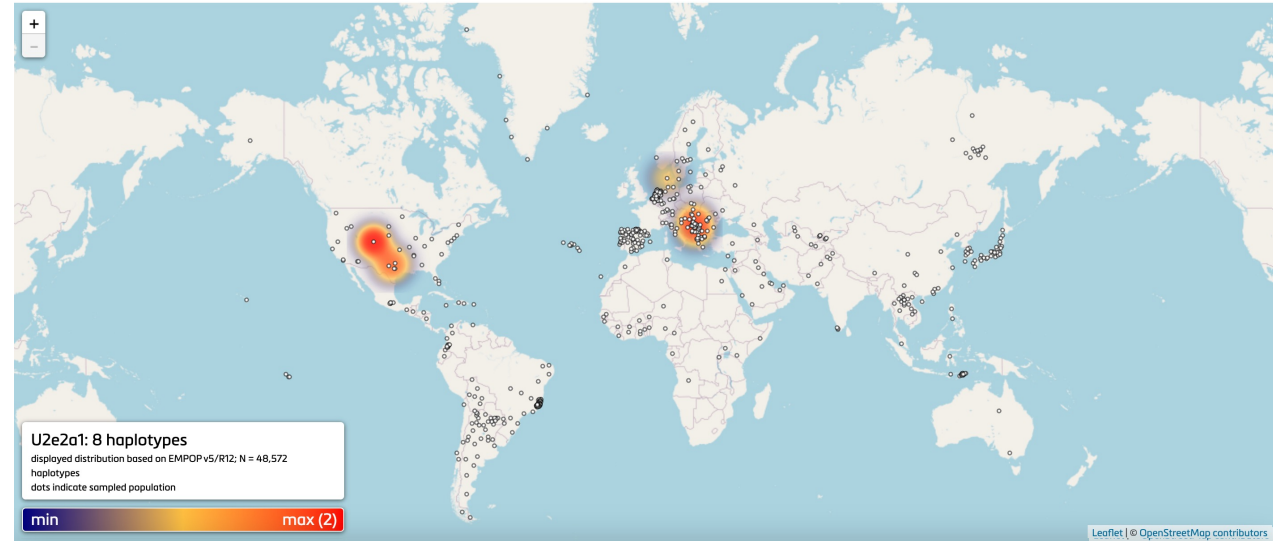 +
−
U2e2a1: 8 haplotypes
displayed distribution based on EMPOP v5/R12; N = 48,572
haplotypes
dots indicate sampled population
min max (2)
Leaflet | © OpenStreetMap contributors